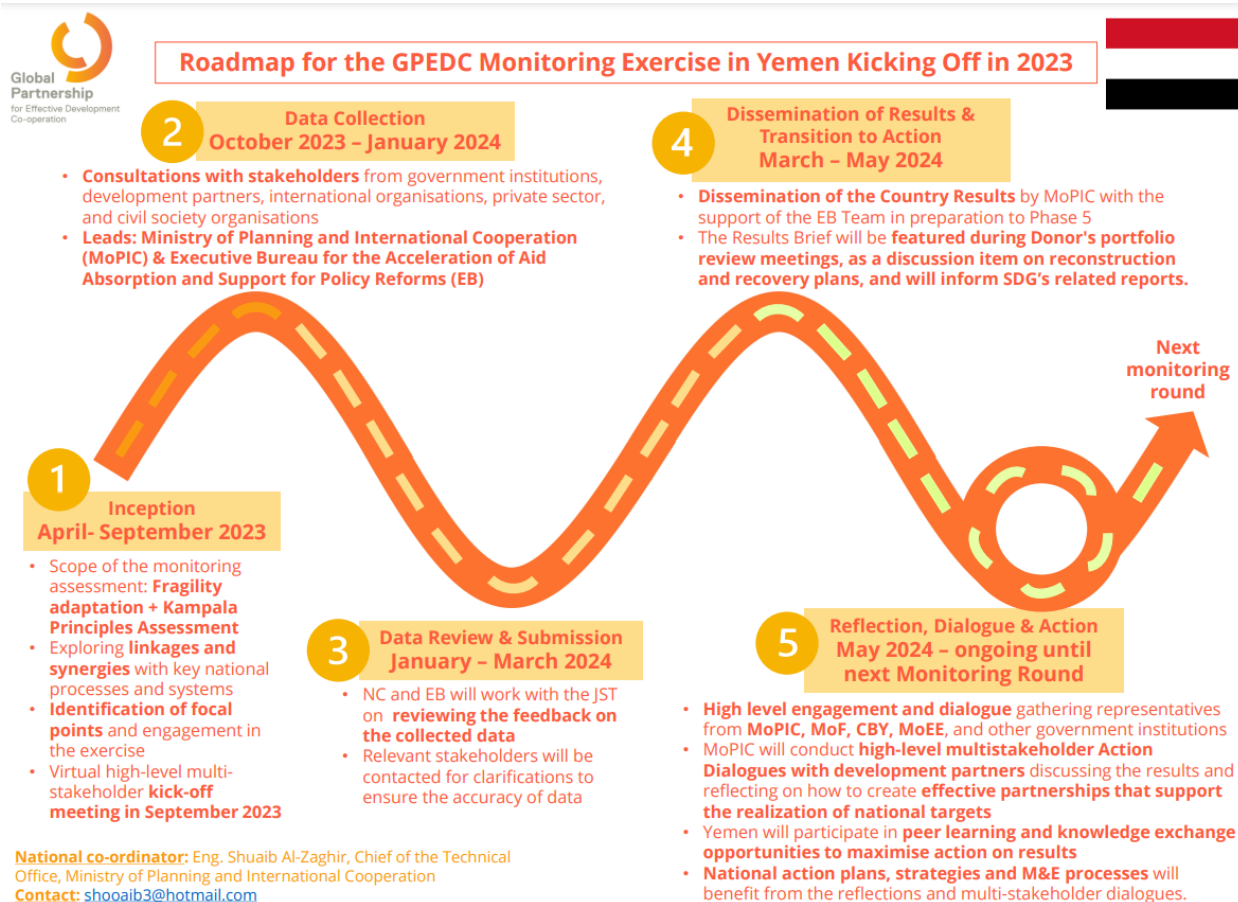 Global
Partnership
for Effective Development
Co-operation
Roadmap for the GPEDC Monitoring Exercise in Yemen Kicking Off in 2023
2
Data Collection
October 2023 – January 2024
• Consultations with stakeholders from government institutions,
development partners, international organisations, private sector,
and civil society organisations
• Leads: Ministry of Planning and International Cooperation
(MoPIC) & Executive Bureau for the Acceleration of Aid
Absorption and Support for Policy Reforms (EB)
4
Dissemination of Results &
Transition to Action
March – May 2024
• Dissemination of the Country Results by MoPIC with the
support of the EB Team in preparation to Phase 5
• The Results Brief will be featured during Donor's portfolio
review meetings, as a discussion item on reconstruction
and recovery plans, and will inform SDG’s related reports.
Next
monitoring
round
1
Inception
April- September 2023
• Scope of the monitoring
assessment: Fragility
adaptation + Kampala
Principles Assessment
• Exploring linkages and
synergies with key national
processes and systems
• Identification of focal
points and engagement in
the exercise
• Virtual high-level multi-
stakeholder kick-off
meeting in September 2023
3
Data Review & Submission
January – March 2024
• NC and EB will work with the JST
on reviewing the feedback on
the collected data
• Relevant stakeholders will be
contacted for clarifications to
ensure the accuracy of data
5
Reflection, Dialogue & Action
May 2024 – ongoing until
next Monitoring Round
• High level engagement and dialogue gathering representatives
from MoPIC, MoF, CBY, MoEE, and other government institutions
• MoPIC will conduct high-level multistakeholder Action
Dialogues with development partners discussing the results and
reflecting on how to create effective partnerships that support
the realization of national targets
• Yemen will participate in peer learning and knowledge exchange
opportunities to maximise action on results
• National action plans, strategies and M&E processes will
benefit from the reflections and multi-stakeholder dialogues.
National co-ordinator: Eng. Shuaib Al-Zaghir, Chief of the Technical
Office, Ministry of Planning and International Cooperation
Contact: shooaib3@hotmail.com